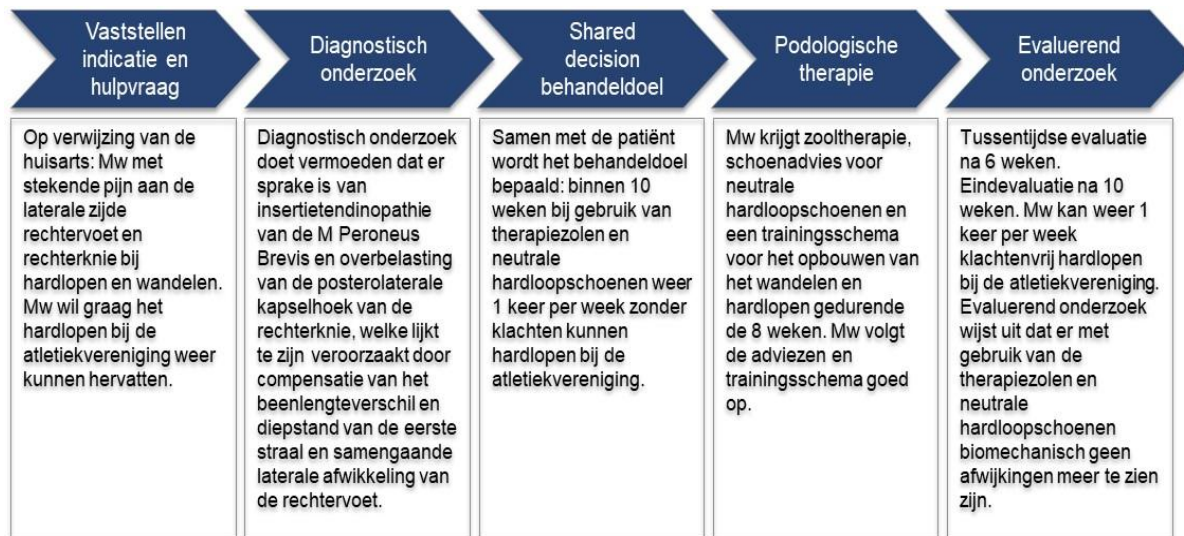 Vaststellen
indicatie en
hulpvraag
Diagnostisch
onderzoek
Shared
decision
behandeldoel
Podologische
therapie
Evaluerend
onderzoek
Op verwijzing van de
huisarts: Mw met
stekende pijn aan de
laterale zijde
rechtervoet en
rechterknie bij
hardlopen en wandelen.
Mw wil graag het
hardlopen bij de
atletiekvereniging weer
kunnen hervatten.
Diagnostisch onderzoek
doet vermoeden dat er
sprake is van
insertietendinopathie
van de M Peroneus
Brevis en overbelasting
van de posterolaterale
kapselhoek van de
rechterknie, welke lijkt
te zijn veroorzaakt door
compensatie van het
beenlengteverschil en
diepstand van de eerste
straal en samengaande
laterale afwikkeling van
de rechtervoet.
Samen met de patiënt
wordt het behandeldoel
bepaald: binnen 10
weken bij gebruik van
therapiezolen en
neutrale
hardloopschoenen weer
1 keer per week zonder
klachten kunnen
hardlopen bij de
atletiekvereniging.
Mw krijgt zooltherapie,
schoenadvies voor
neutrale
hardloopschoenen en
een trainingsschema
voor het opbouwen van
het wandelen en
hardlopen gedurende
de 8 weken. Mw volgt
de adviezen en
trainingsschema goed
op.
Tussentijdse evaluatie
na 6 weken.
Eindevaluatie na 10
weken. Mw kan weer 1
keer per week
klachtenvrij hardlopen
bij de atletiekvereniging.
Evaluerend onderzoek
wijst uit dat er met
gebruik van de
therapiezolen en
neutrale
hardloopschoenen
biomechanisch geen
afwijkingen meer te zien
zijn.